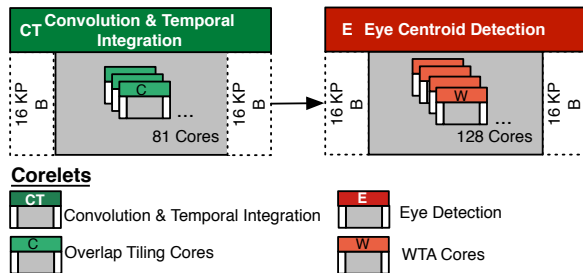 CT Convolution & Temporal
Integration
E Eye Centroid Detection
16 KP
B
C
...
81 Cores
16 KP
B
16 KP
B
W
...
128 Cores
16 KP
B
Corelets
CT
Convolution & Temporal Integration
E
Eye Detection
C
Overlap Tiling Cores
W
WTA Cores